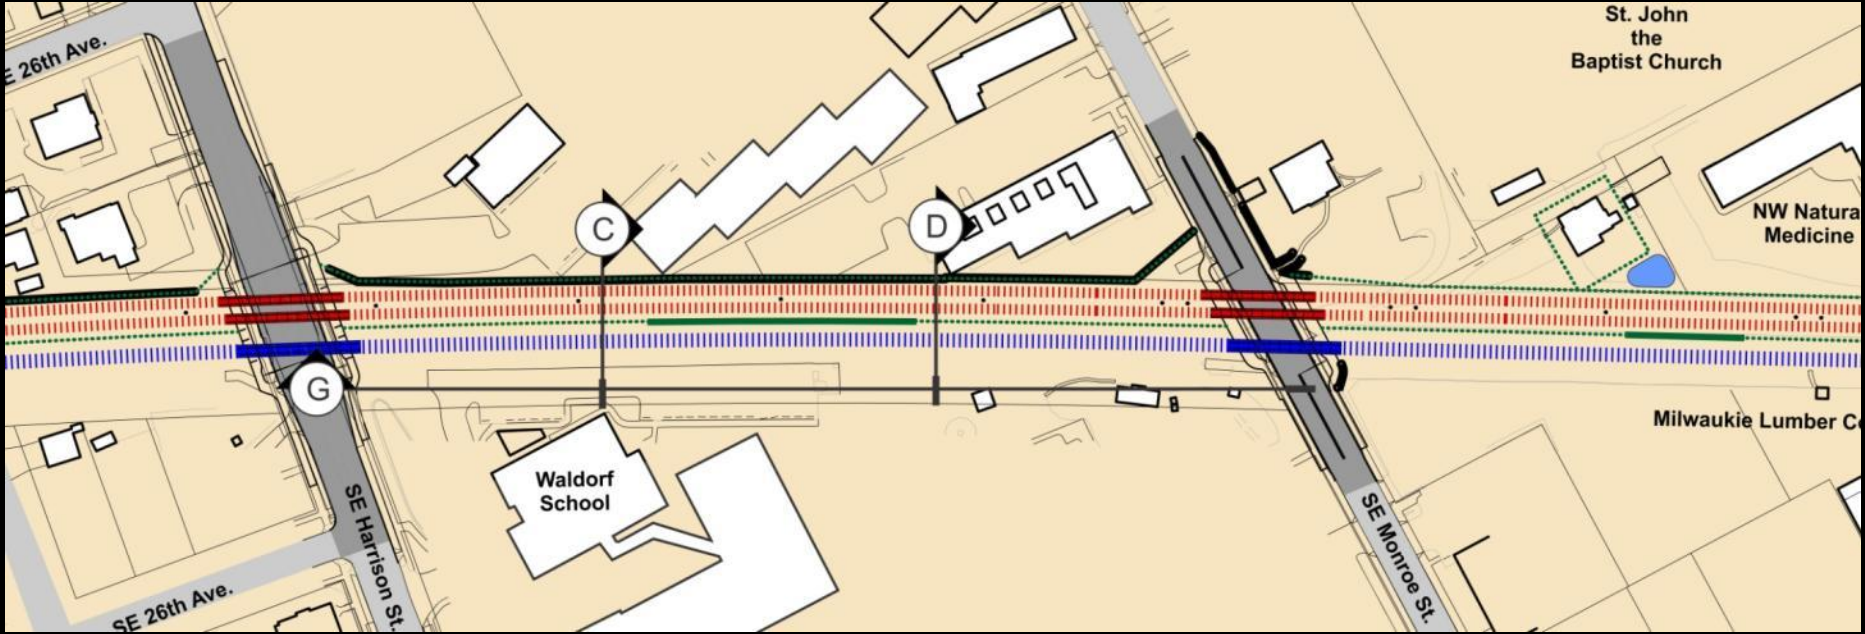 St. John
the
Baptist Church
E 26th Ave.
NW Natura
Medicine
C
D
G
Milwaukie Lumber Co
Waldorf
School
SE Harrison St.
SE Monroe St.
SE 26th Ave.